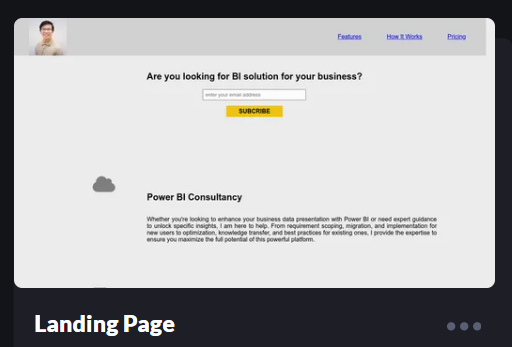 Features How It Works Pricing
Are you looking for BI solution for your business?
enter your email address
SUBCRIBE
Power BI Consultancy
Whether you're looking to enhance your business data presentation with Power BI or need expert guidance
to unlock specific insights, I am here to help. From requirement scoping, migration, and implementation for
new users to optimization, knowledge transfer, and best practices for existing ones, I provide the expertise to
ensure you maximize the full potential of this powerful platform.
Landing Page